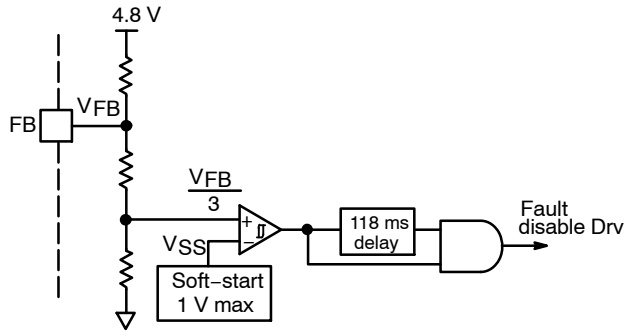 4.8 V
FB
VFB
VFB
3
+
−
VSS
Soft−start
1 V max
118 ms
delay
Fault
disable Drv